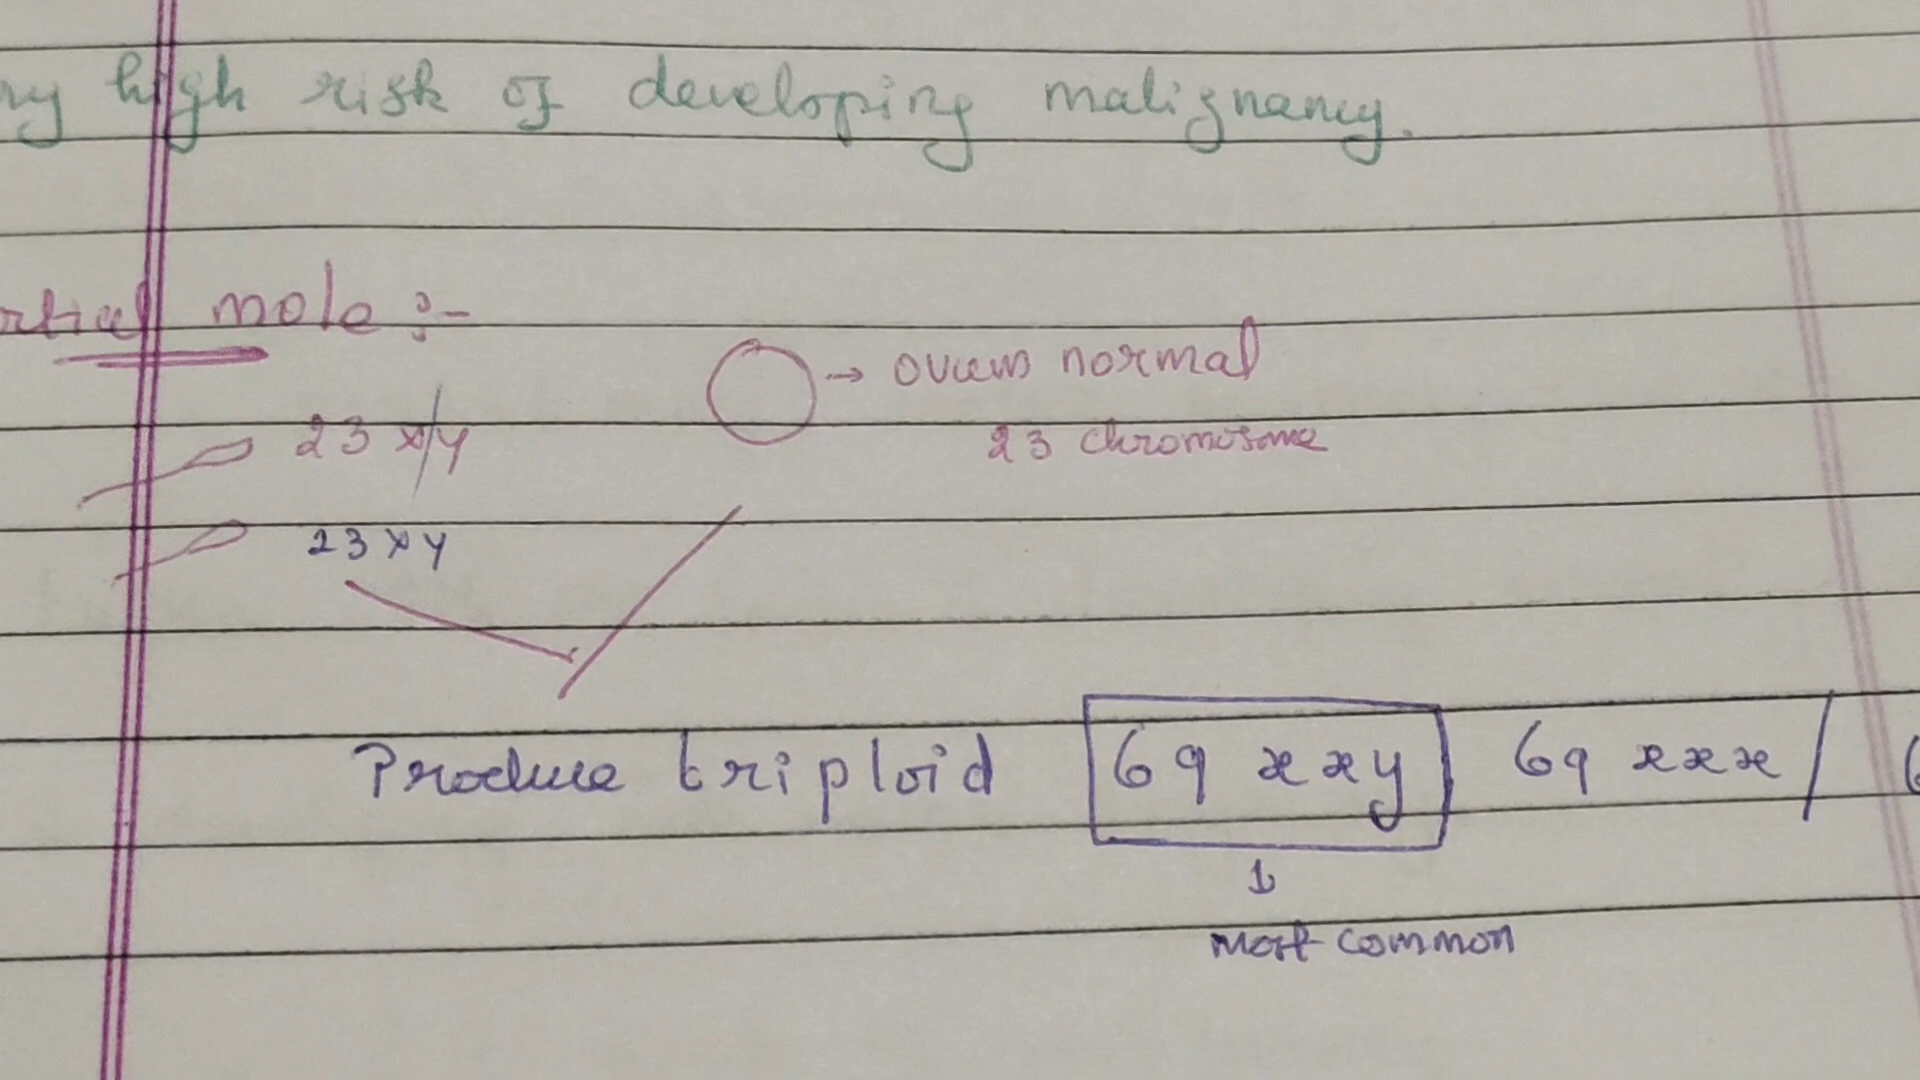 high risk of developing malignancy.
mole :-
→ ovum normal
23 x/y
23 chromosome
23 xy
Produce triploid 69 xxy 69 xxx /
↓
most common